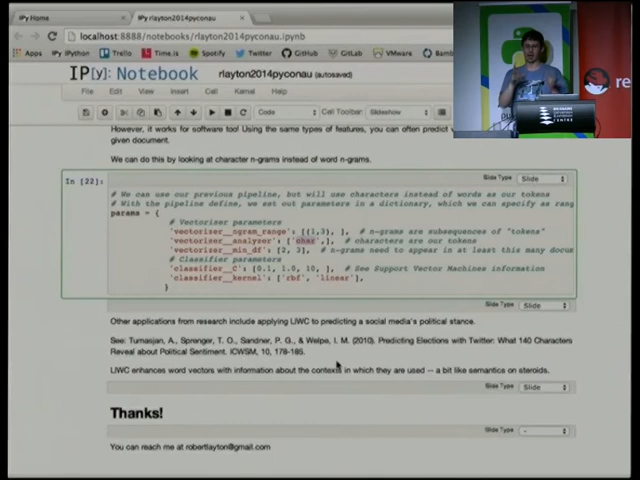 IPy Home
IPy rlayton2014pyconau
localhost:8888/notebooks/rlayton2014pyconau.ipynb
Apps IPy IPython Trello Time.is Spotify Twitter GitHub GitLab VMware
IP[y]: Notebook rlayton2014pyconau (autosaved)
File Edit View Insert Cell Kernel Help
Code Cell Toolbar: Slideshow
However, it works for software too! Using the same types of features, you can often predict
given document.
We can do this by looking at character n-grams instead of word n-grams.
Slide Type Slide
In [22]:
# We can use our previous pipeline, but will use characters instead of words as our tokens
# With the pipeline define, we set out parameters in a dictionary, which we can specify as rang
params = {
# Vectorizer parameters
'vectorizer__ngram_range': [(1,3), ], # n-grams are subsequences of "tokens"
'vectorizer__analyzer': ['char',], # characters are our tokens
'vectorizer__min_df': [2, 3], # n-grams need to appear in at least this many docum
# Classifier parameters
'classifier__C': [0.1, 1.0, 10, ], # See Support Vector Machines information
'classifier__kernel': ['rbf', 'linear'],
}
Slide Type Slide
Other applications from research include applying LIWC to predicting a social media's political stance.
See: Tumasjan, A., Sprenger, T. O., Sandner, P. G., & Welpe, I. M. (2010). Predicting Elections with Twitter: What 140 Characters
Reveal about Political Sentiment. ICWSM, 10, 178-185.
LIWC enhances word vectors with information about the contexts in which they are used -- a bit like semantics on steroids.
Slide Type Slide
Thanks!
Slide Type -
You can reach me at robertlayton@gmail.com